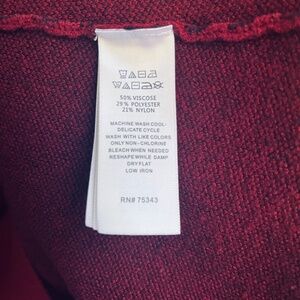 50% VISCOSE
29% POLYESTER
21% NYLON
MACHINE WASH COOL-
DELICATE CYCLE
WASH WITH LIKE COLORS
ONLY NON-CHLORINE
BLEACH WHEN NEEDED
RESHAPE WHILE DAMP
DRY FLAT
LOW IRON
RN# 75343